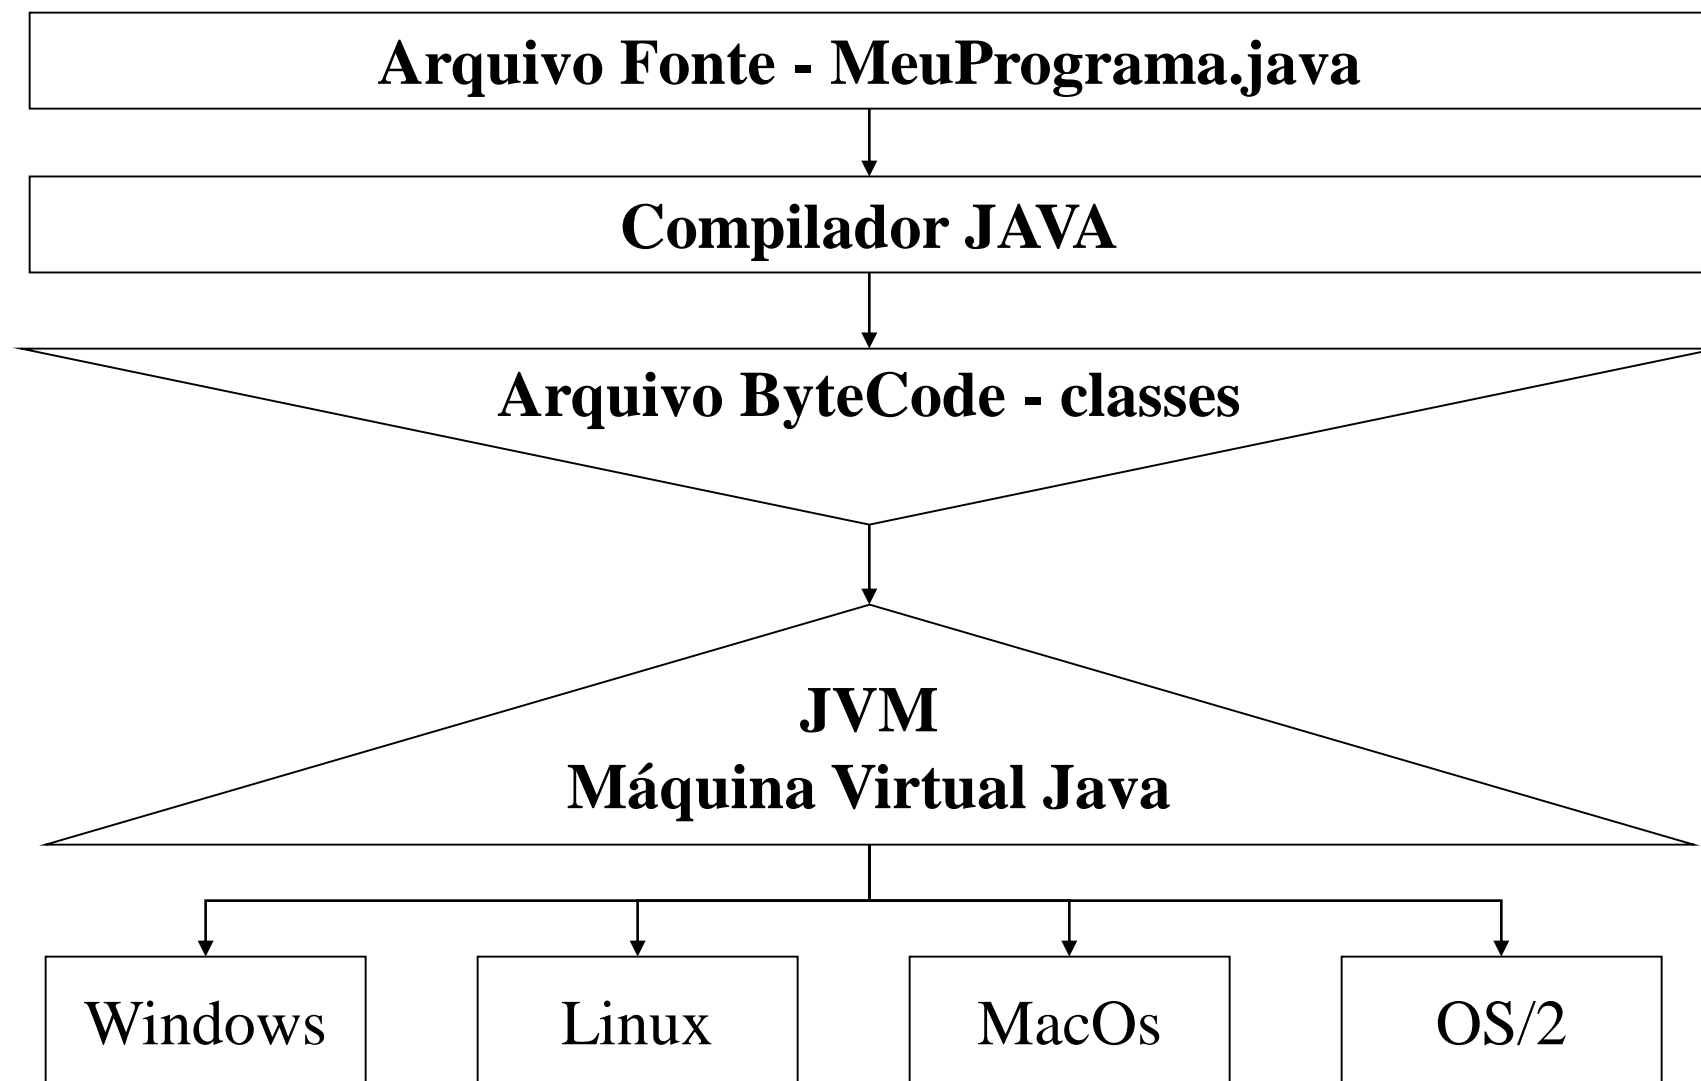 Arquivo Fonte - MeuPrograma.java
Compilador JAVA
Arquivo ByteCode - classes
JVM
Máquina Virtual Java
Windows
Linux
MacOs
OS/2